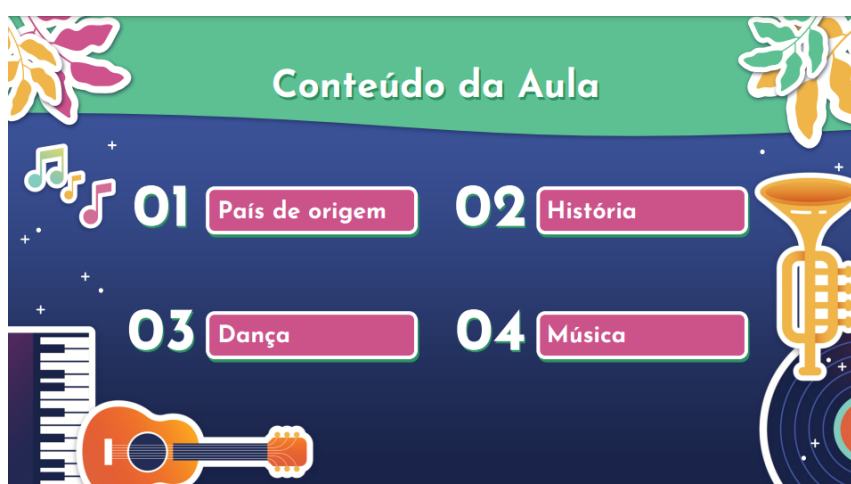 Conteúdo da Aula
01 País de origem
02 História
03 Dança
04 Música